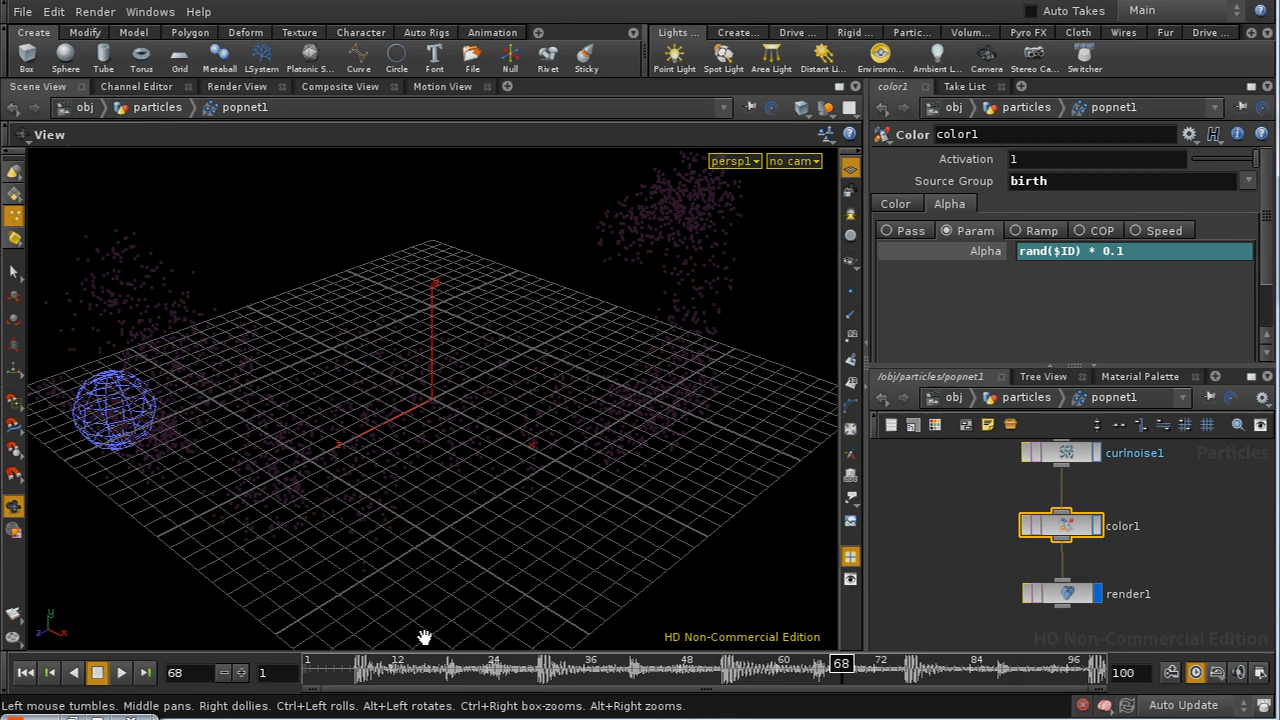 File Edit Render Windows Help Auto Takes Main
Create Modify Model Polygon Deform Texture Character Auto Rigs Animation Lights ... Create... Drive ... Rigid ... Partic... Volum... Pyro FX Cloth Wires Fur Drive ...
Box Sphere Tube Torus Grid Metaball LSystem Platonic S... Curve Circle Font File Null Rivet Sticky Point Light Spot Light Area Light Distant Li... Environm... Ambient L... Camera Stereo Ca... Switcher
Scene View Channel Editor Render View Composite View Motion View color1 Take List
obj particles popnet1 obj particles popnet1
View
Color color1
persp1 no cam
Activation 1
Source Group birth
Color Alpha
Pass Param Ramp COP Speed
Alpha rand($ID) * 0.1
/obj/particles/popnet1 Tree View Material Palette
obj particles popnet1
curlnoise1 Particles
color1
render1
HD Non-Commercial Edition
HD Non-Commercial Edition
68 1 1 12 24 36 48 60 68 72 84 96 100
Left mouse tumbles. Middle pans. Right dollies. Ctrl+Left rolls. Alt+Left rotates. Ctrl+Right box-zooms. Alt+Right zooms. Auto Update